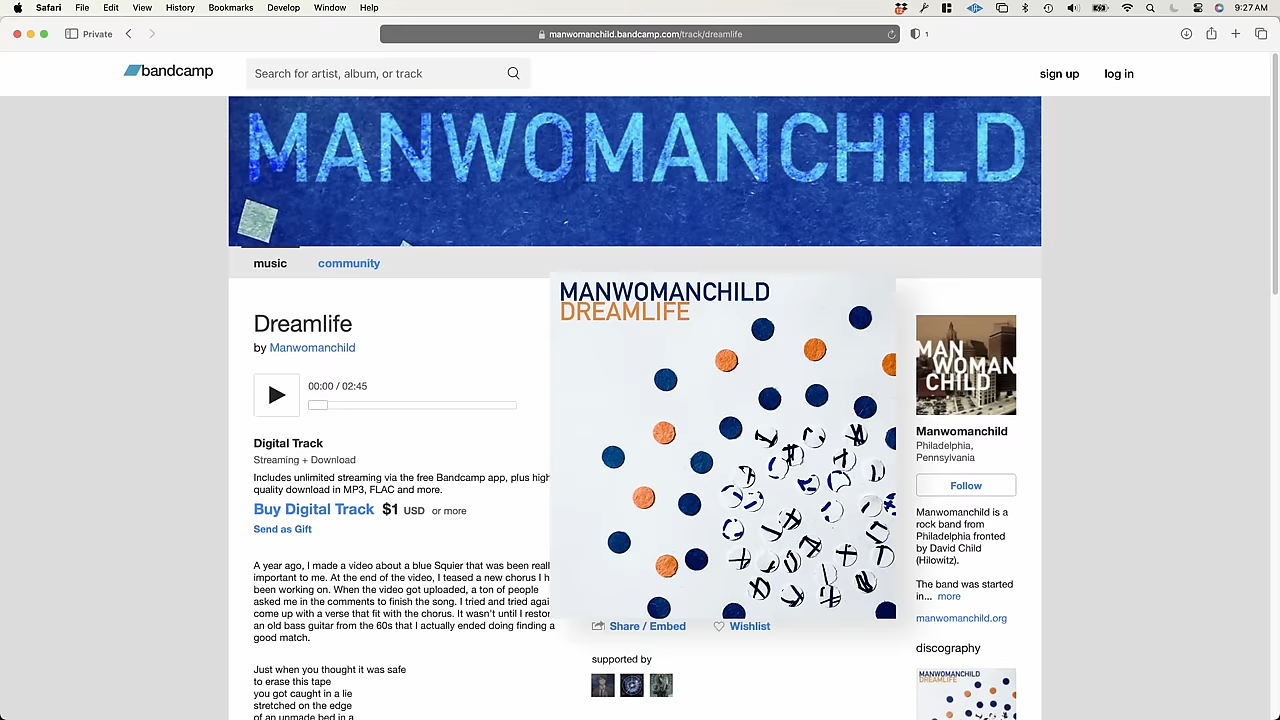 Safari File Edit View History Bookmarks Develop Window Help 9:27 AM
Private manwomanchild.bandcamp.com/track/dreamlife 1
bandcamp Search for artist, album, or track sign up log in
MANWOMANCHILD
music community
MANWOMANCHILD
DREAMLIFE
Dreamlife
by Manwomanchild
00:00 / 02:45
Digital Track
Streaming + Download
Includes unlimited streaming via the free Bandcamp app, plus high
quality download in MP3, FLAC and more.
Buy Digital Track $1 USD or more
Send as Gift
A year ago, I made a video about a blue Squier that was been reall
important to me. At the end of the video, I teased a new chorus I h
been working on. When the video got uploaded, a ton of people
asked me in the comments to finish the song. I tried and tried agai
come up with a verse that fit with the chorus. It wasn't until I restor
an old bass guitar from the 60s that I actually ended doing finding a
good match.
Just when you thought it was safe
to erase this tape
you got caught in a lie
stretched on the edge
of an unmade bed in a
Share / Embed Wishlist
supported by
MAN
WOMAN
CHILD
Manwomanchild
Philadelphia,
Pennsylvania
Follow
Manwomanchild is a
rock band from
Philadelphia fronted
by David Child
(Hilowitz).
The band was started
in... more
manwomanchild.org
discography
MANWOMANCHILD
DREAMLIFE